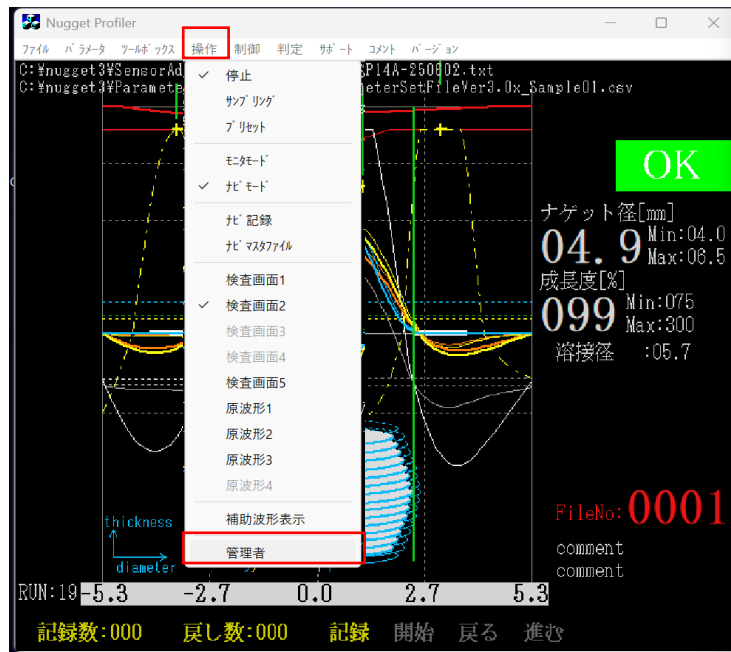 Nugget Profiler
ファイル パラメータ ツールボックス 操作 制御 判定 サポート コメント バージョン
C:¥nugget3¥SensorAd SP14A-250602.txt
C:¥nugget3¥Paramete eterSetFileVer3.0x_Sample01.csv
✓ 停止
サンプリング
プリセット
モニタモード
✓ ナビモード
ナビ記録
ナビマスタファイル
検査画面1
✓ 検査画面2
検査画面3
検査画面4
検査画面5
原波形1
原波形2
原波形3
原波形4
補助波形表示
管理者
OK
ナゲット径[mm]
04.9 Min:04.0
Max:06.5
成長度[%]
099 Min:075
Max:300
溶接径 :05.7
thickness
diameter
FileNo:0001
comment
comment
RUN:19 -5.3 -2.7 0.0 2.7 5.3
記録数:000 戻し数:000 記録 開始 戻る 進む